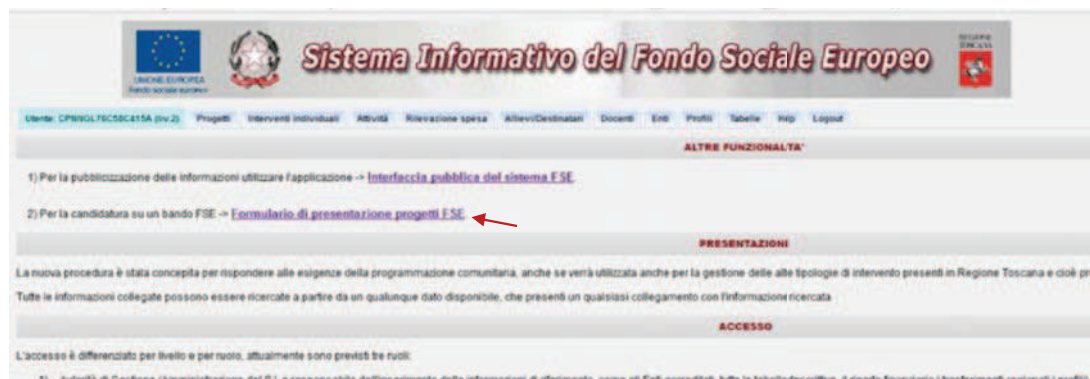 UNIONE EUROPEA
Fondo sociale europeo
Sistema Informativo del Fondo Sociale Europeo
REGIONE
TOSCANA
Utente: (liv.2) Progetti Interventi individuali Attività Rilevazione spesa Allievi/Destinatari Docenti Enti Profili Tabelle Help Logout
ALTRE FUNZIONALTA'
1) Per la pubblicizzazione delle informazioni utilizzare l'applicazione -> Interfaccia pubblica del sistema FSE.
2) Per la candidatura su un bando FSE -> Formulario di presentazione progetti FSE.
PRESENTAZIONI
La nuova procedura è stata concepita per rispondere alle esigenze della programmazione comunitaria, anche se verrà utilizzata anche per la gestione delle alte tipologie di intervento presenti in Regione Toscana e cioè
Tutte le informazioni collegate possono essere ricercate a partire da un qualunque dato disponibile, che presenti un qualsiasi collegamento con l'informazione ricercata
ACCESSO
L'accesso è differenziato per livello e per ruolo, attualmente sono previsti tre ruoli: